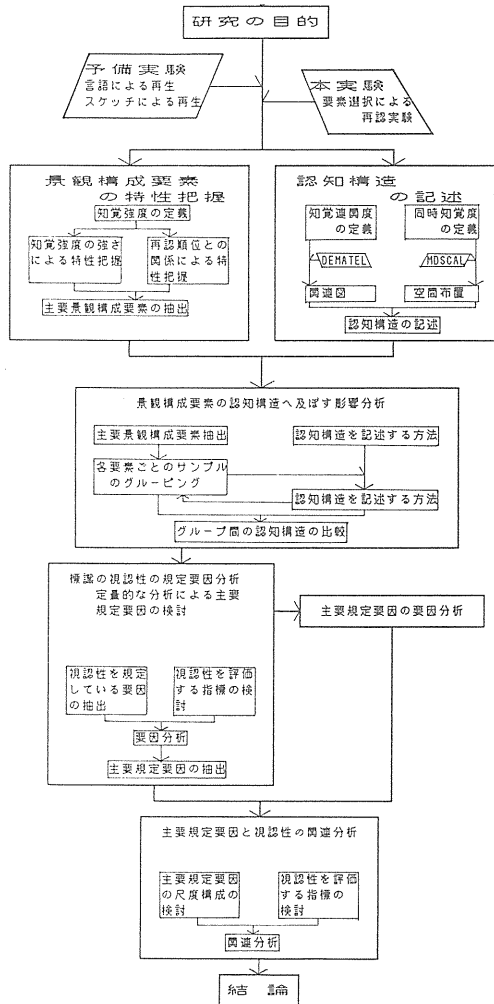 研究の目的
予備実験
言語による再生
スケッチによる再生
本実験
要素選択による
再認実験
景観構成要素
の特性把握
知覚強度の定義
知覚強度の強さ
による特性把握
再認順位との
関係による特
性把握
主要景観構成要素の抽出
認知構造
の記述
知覚連関度
の定義
同時知覚度
の定義
DEMATEL
MDSCAL
関連図
空間布置
認知構造の記述
景観構成要素の認知構造へ及ぼす影響分析
主要景観構成要素抽出
認知構造を記述する方法
各要素ごとのサンプル
のグルーピング
認知構造を記述する方法
グループ間の認知構造の比較
標識の視認性の規定要因分析
定量的な分析による主要
規定要因の検討
主要規定要因の要因分析
視認性を規定
している要因
の抽出
視認性を評価
する指標の検
討
要因分析
主要規定要因の抽出
主要規定要因と視認性の関連分析
主要規定要因
の尺度構成の
検討
視認性を評価
する指標の
検討
関連分析
結論